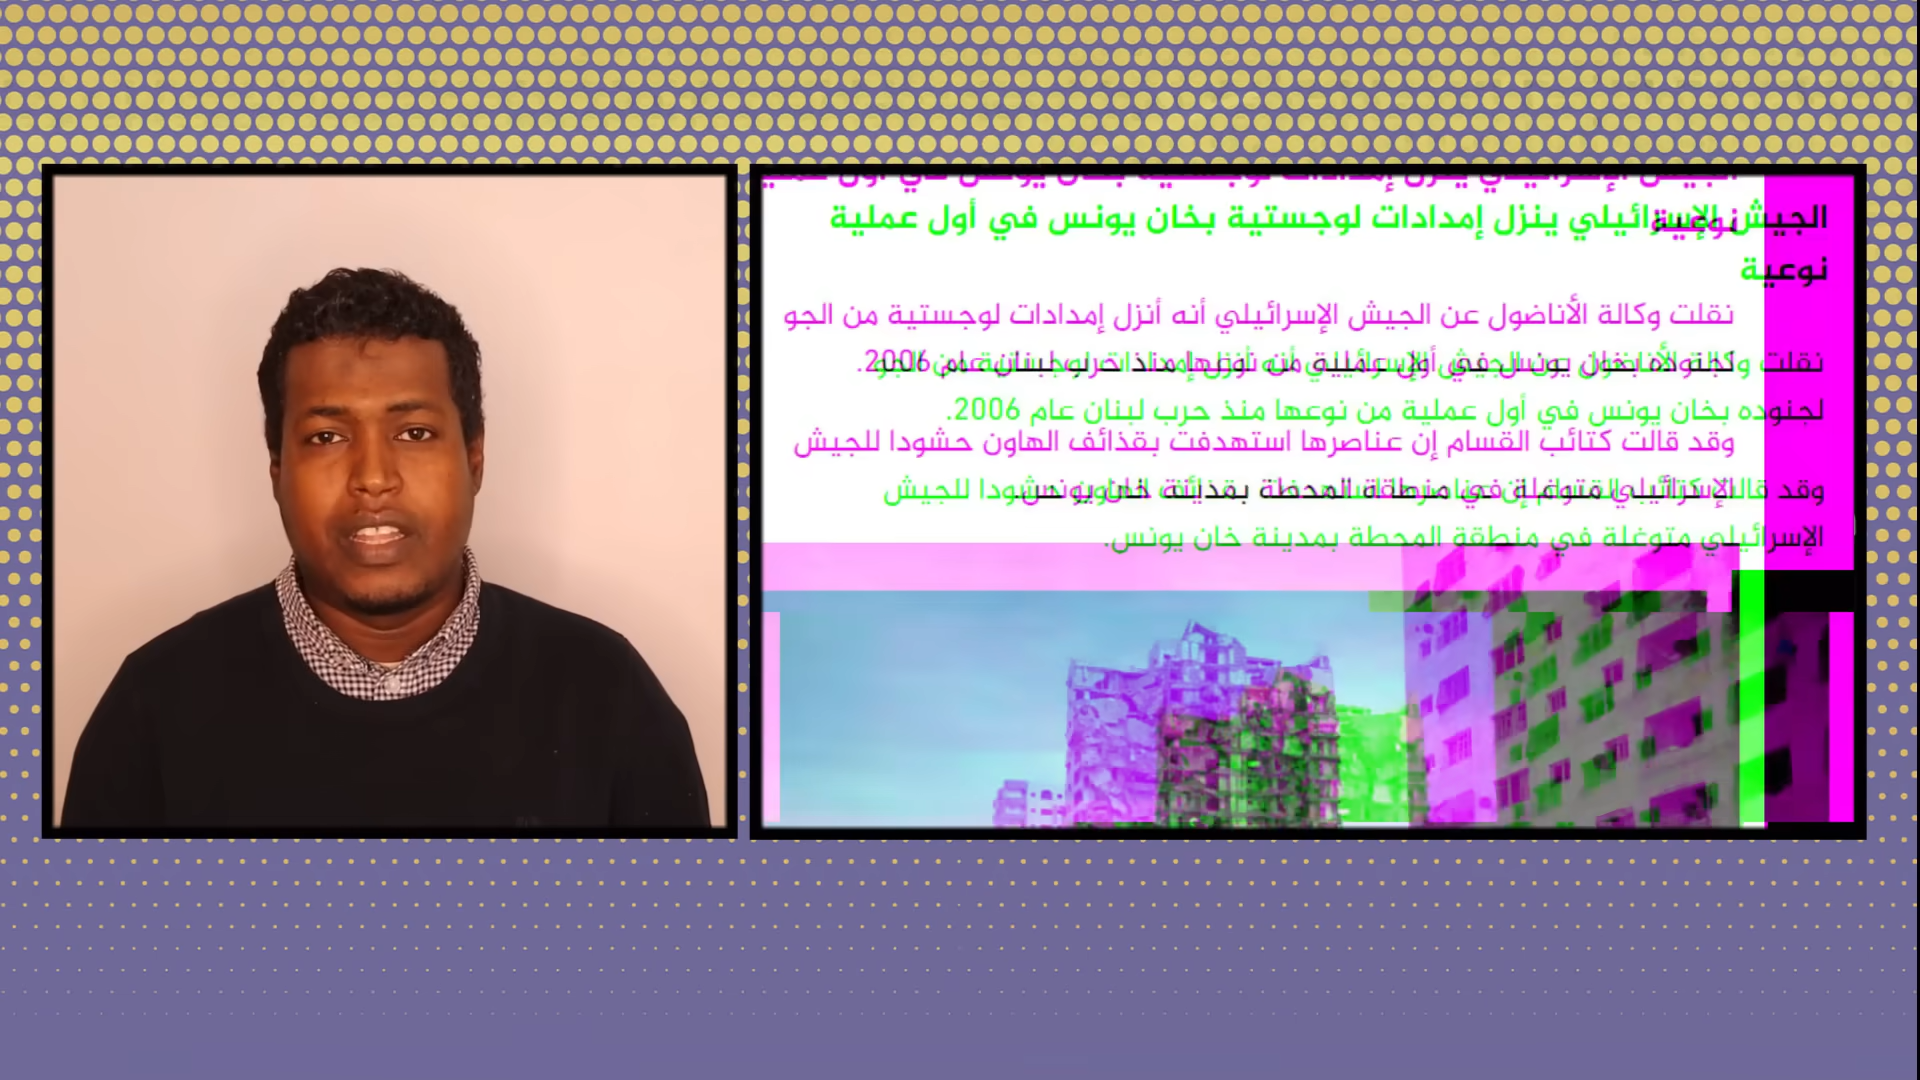 الجيش الإسرائيلي ينزل إمدادات لوجستية بخان يونس في أول عملية
نوعية
نقلت وكالة الأناضول عن الجيش الإسرائيلي أنه أنزل إمدادات لوجستية من الجو
لجنوده بخان يونس في أول عملية من نوعها منذ حرب لبنان عام 2006.
وقد قالت كتائب القسام إن عناصرها استهدفت بقذائف الهاون حشودا للجيش
الإسرائيلي متوغلة في منطقة المحطة بمدينة خان يونس.